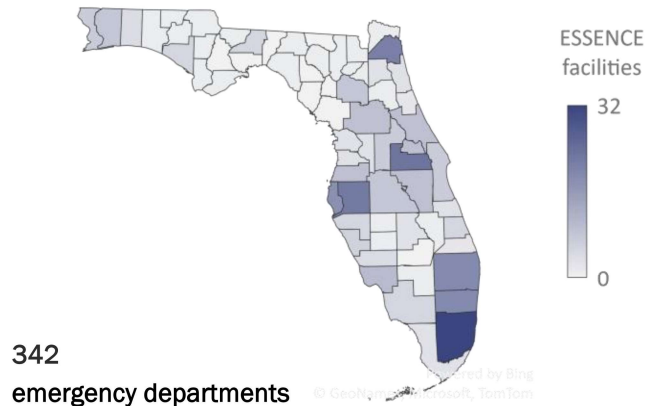 ESSENCE
facilities
32
0
342
emergency departments
Powered by Bing
© GeoNames, Microsoft, TomTom